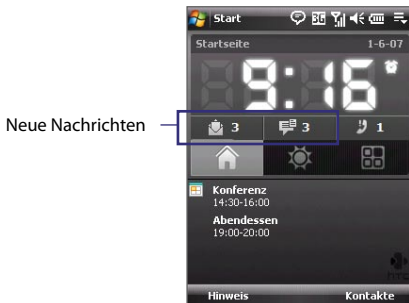 Start
Startseite 1-6-07
9:16
Neue Nachrichten
3 3 1
Konferenz
14:30-16:00
Abendessen
19:00-20:00
Hinweis Kontakte